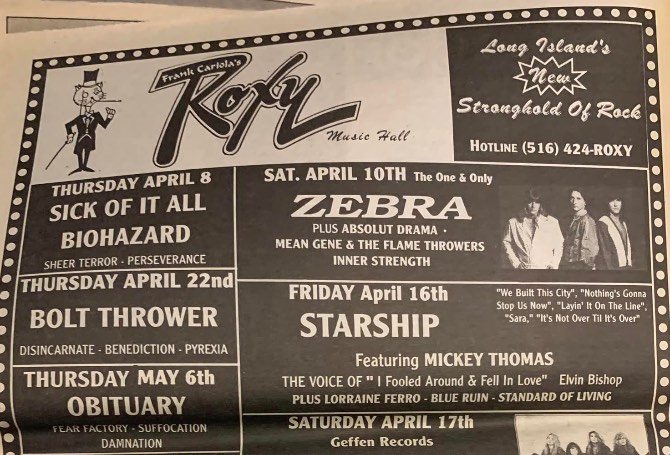 Frank Cariola's
Roxy
Music Hall
Long Island's
New
Stronghold Of Rock
HOTLINE (516) 424-ROXY
THURSDAY APRIL 8
SICK OF IT ALL
BIOHAZARD
SHEER TERROR - PERSEVERANCE
THURSDAY APRIL 22nd
BOLT THROWER
DISINCARNATE - BENEDICTION - PYREXIA
THURSDAY MAY 6th
OBITUARY
FEAR FACTORY - SUFFOCATION
DAMNATION
SAT. APRIL 10TH The One & Only
ZEBRA
PLUS ABSOLUT DRAMA ·
MEAN GENE & THE FLAME THROWERS
INNER STRENGTH
FRIDAY April 16th
STARSHIP
"We Built This City", "Nothing's Gonna
Stop Us Now", "Layin' It On The Line",
"Sara," "It's Not Over Til It's Over"
Featuring MICKEY THOMAS
THE VOICE OF " I Fooled Around & Fell In Love" Elvin Bishop
PLUS LORRAINE FERRO - BLUE RUIN - STANDARD OF LIVING
SATURDAY APRIL 17th
Geffen Records